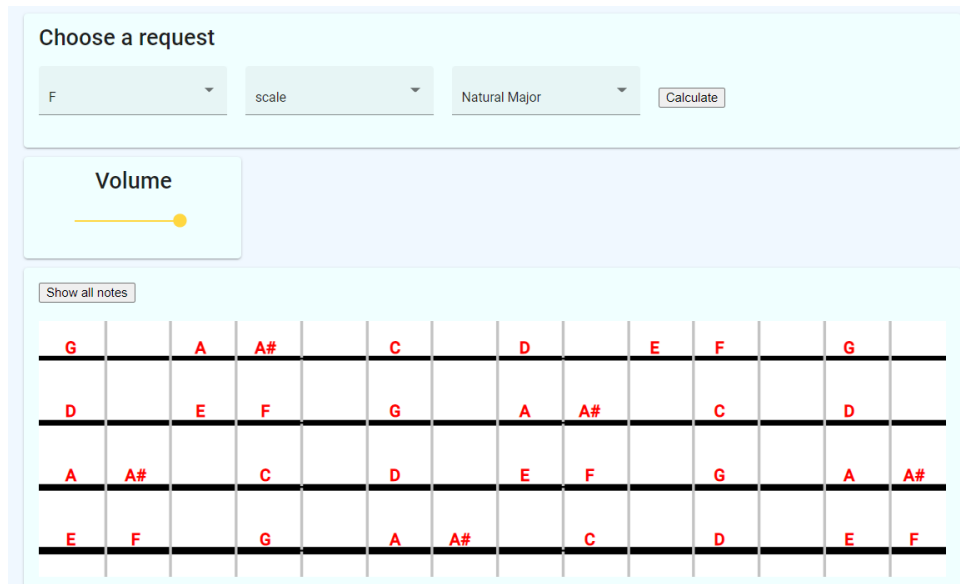 Choose a request
F scale Natural Major Calculate
Volume
Show all notes
G A A# C D E F G
D E F G A A# C D
A A# C D E F G A A#
E F G A A# C D E F